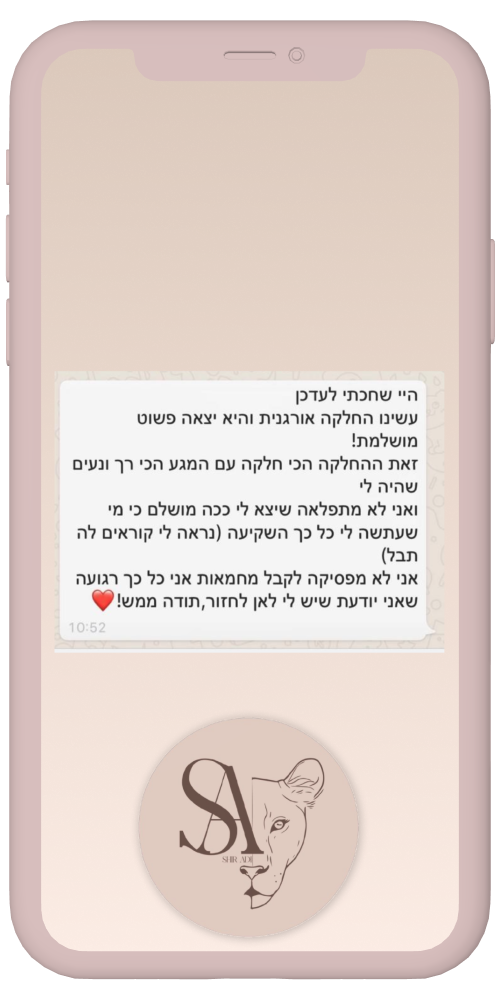 היי שחכתי לעדכן
עשינו החלקה אורגנית והיא יצאה פשוט
מושלמת!
זאת ההחלקה הכי חלקה עם המגע הכי רך ונעים
שהיה לי
ואני לא מתפלאה שיצא לי ככה מושלם כי מי
שעתשה לי כל כך השקיעה (נראה לי קוראים לה
תבל)
אני לא מפסיקה לקבל מחמאות אני כל כך רגועה
שאני יודעת שיש לי לאן לחזור,תודה ממש!❤️
10:52
SA
SHIR ADI